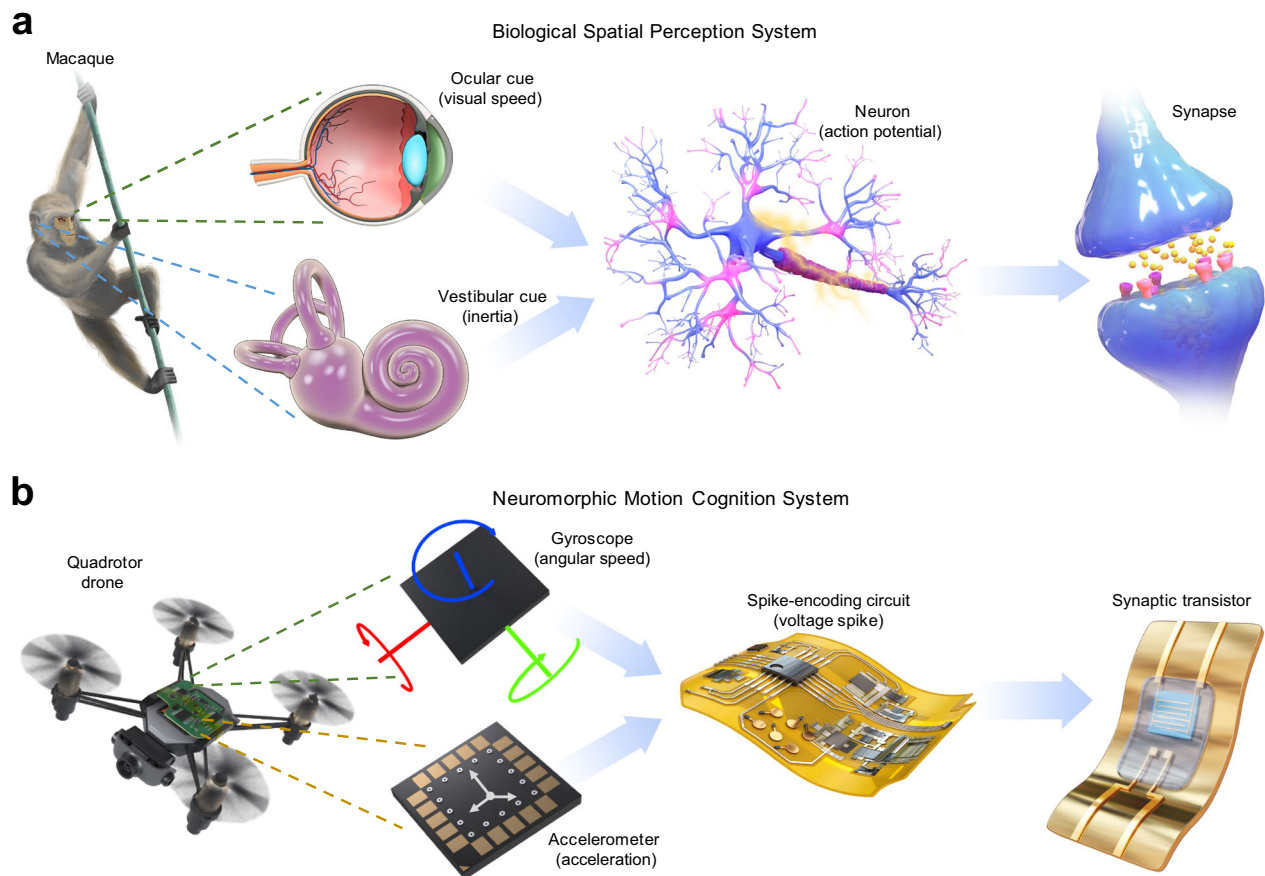 a
Biological Spatial Perception System
Macaque
Ocular cue
(visual speed)
Neuron
(action potential)
Synapse
Vestibular cue
(inertia)
b
Neuromorphic Motion Cognition System
Quadrotor
drone
Gyroscope
(angular speed)
Spike-encoding circuit
(voltage spike)
Synaptic transistor
Accelerometer
(acceleration)